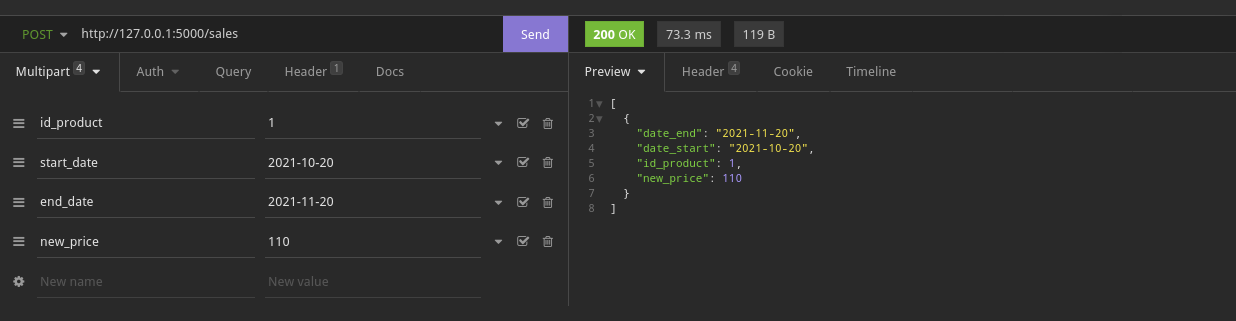 POST http://127.0.0.1:5000/sales Send 200 OK 73.3 ms 119 B
Multipart 4 Auth Query Header 1 Docs Preview Header 4 Cookie Timeline
id_product 1
start_date 2021-10-20
end_date 2021-11-20
new_price 110
New name New value
1 [
2 {
3 "date_end": "2021-11-20",
4 "date_start": "2021-10-20",
5 "id_product": 1,
6 "new_price": 110
7 }
8 ]